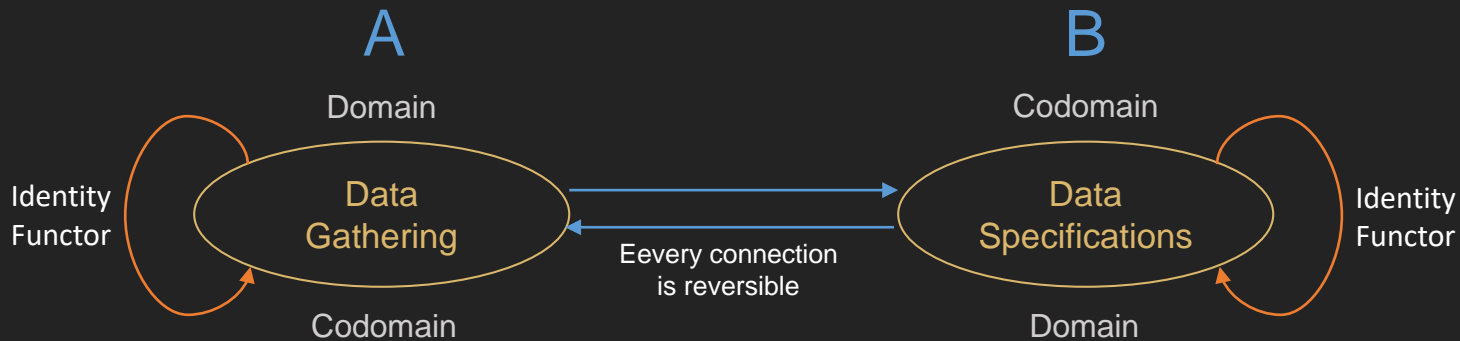 A
B
Domain
Codomain
Identity
Functor
Data
Gathering
Eevery connection
is reversible
Data
Specifications
Identity
Functor
Codomain
Domain